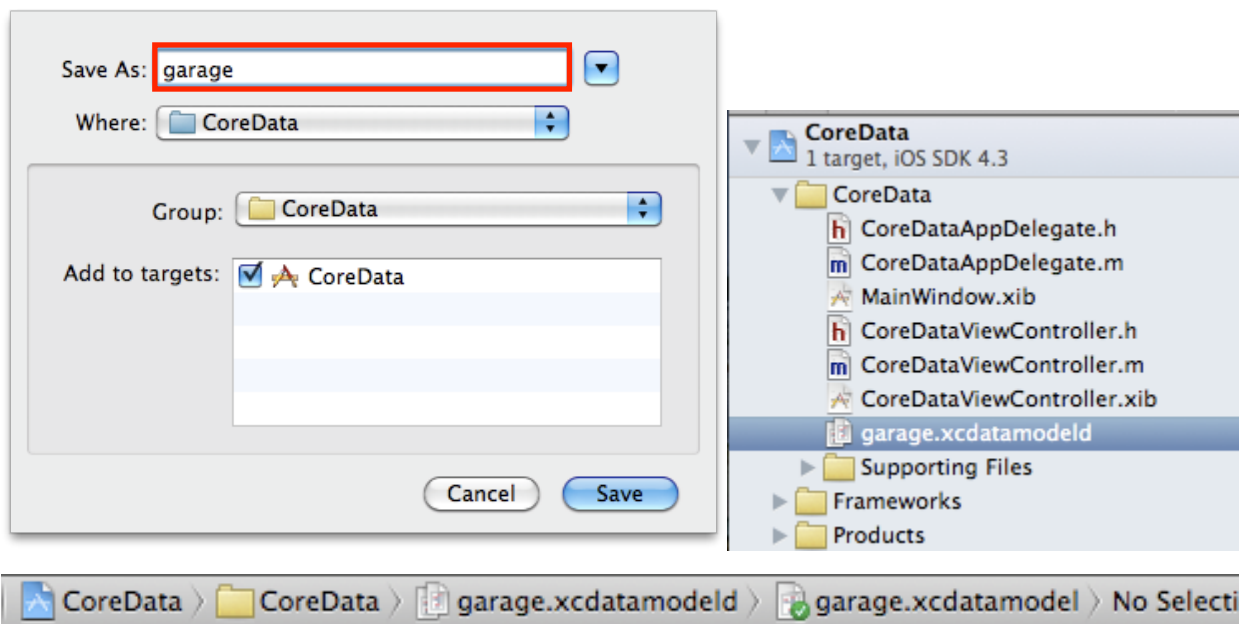 Save As: garage
Where: CoreData
Group: CoreData
Add to targets: CoreData
Cancel Save
CoreData
1 target, iOS SDK 4.3
CoreData
h CoreDataAppDelegate.h
m CoreDataAppDelegate.m
MainWindow.xib
h CoreDataViewController.h
m CoreDataViewController.m
CoreDataViewController.xib
garage.xcdatamodeld
Supporting Files
Frameworks
Products
CoreData CoreData garage.xcdatamodeld garage.xcdatamodel No Selecti